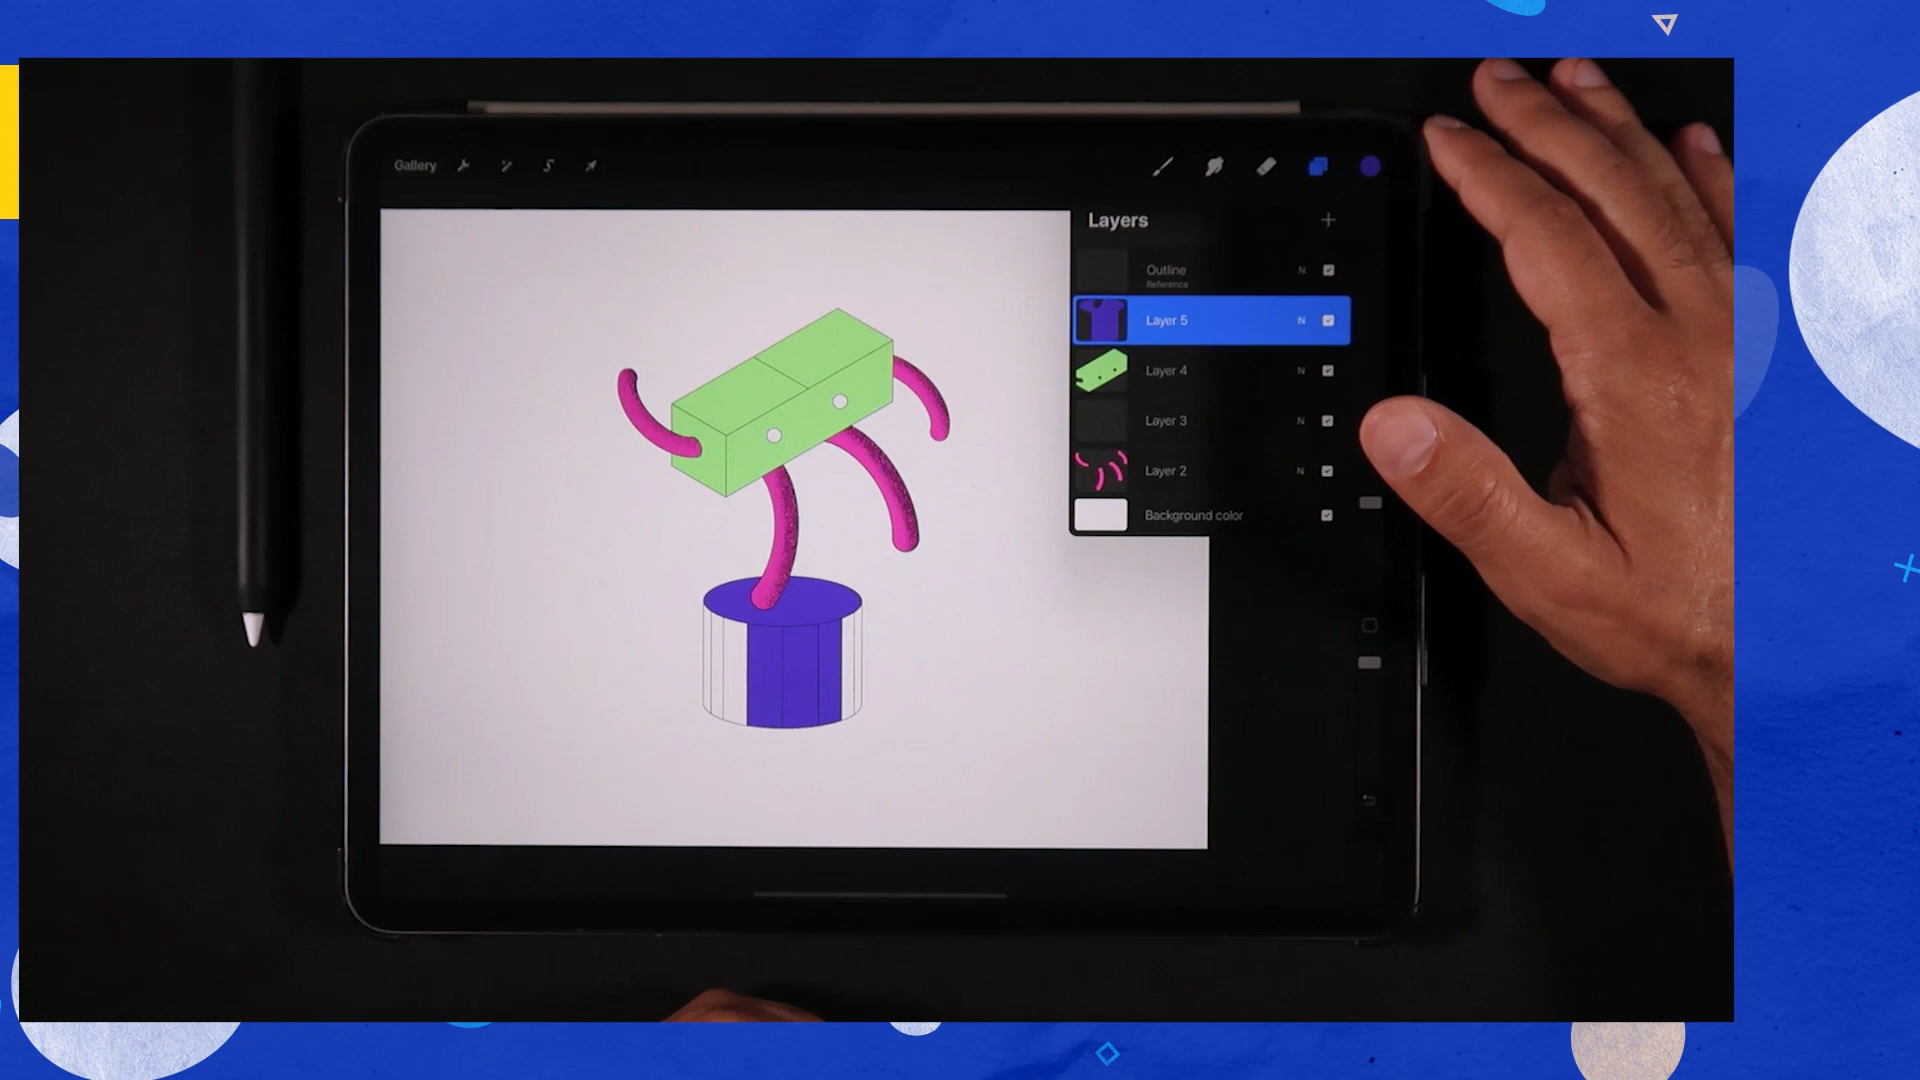 Gallery
Layers
Outline N
Reference
Layer 5 N
Layer 4 N
Layer 3 N
Layer 2 N
Background color